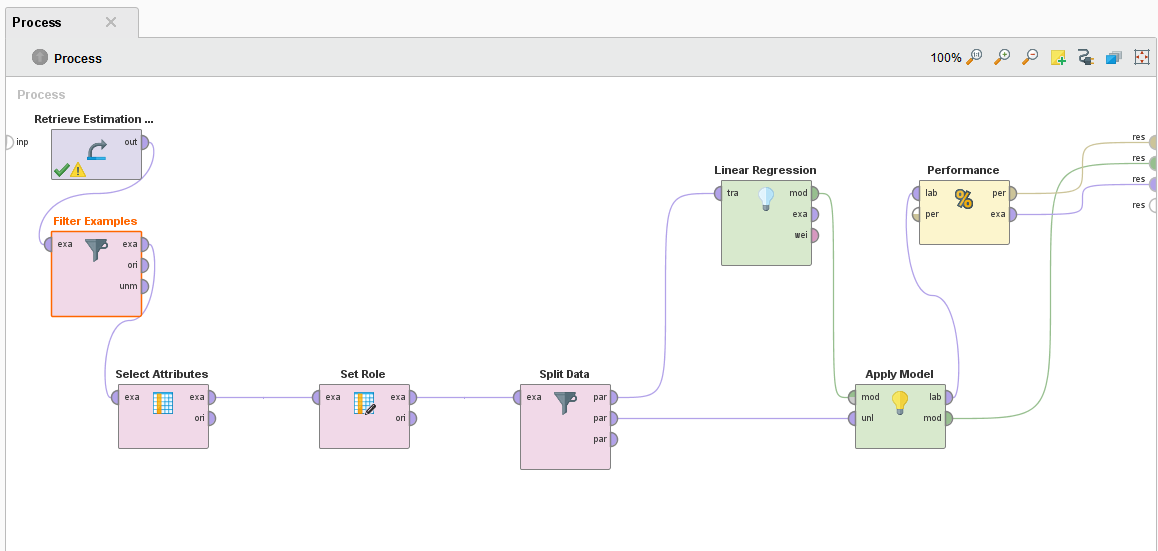 Process
Process
100%
Process
Retrieve Estimation ...
inp
out
Filter Examples
exa
exa
ori
unm
Select Attributes
exa
exa
ori
Set Role
exa
exa
ori
Split Data
exa
par
par
par
Linear Regression
tra
mod
exa
wei
Apply Model
mod
lab
unl
mod
Performance
%
lab
per
per
exa
res
res
res
res